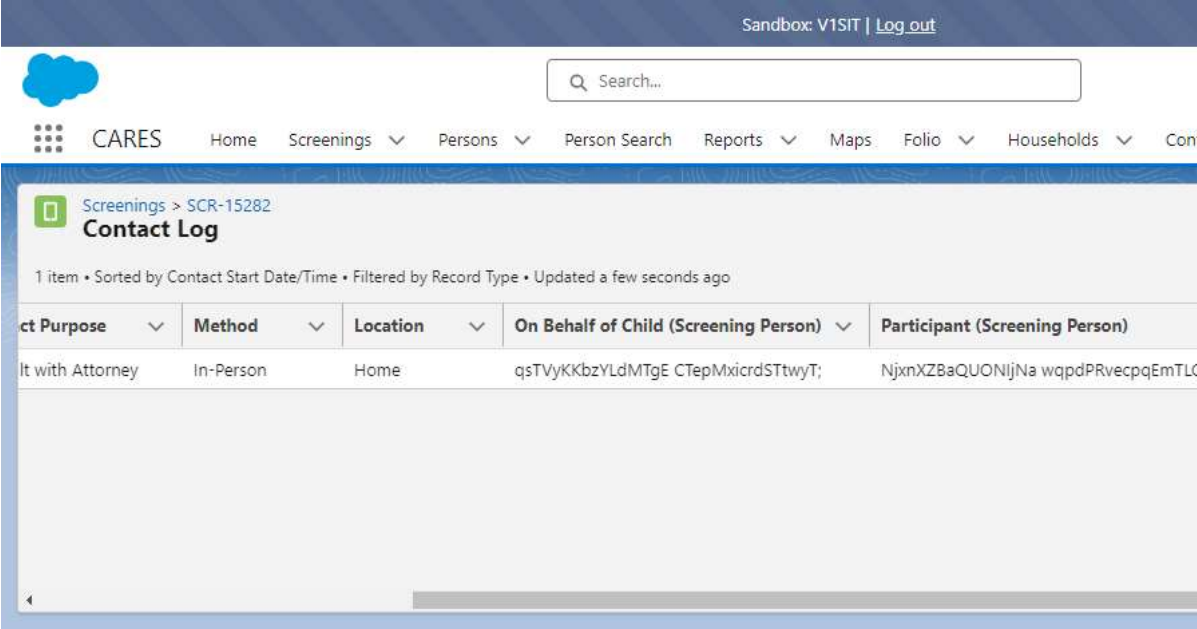 Sandbox: V1SIT | Log out
Search...
CARES Home Screenings Persons Person Search Reports Maps Folio Households Con
Screenings > SCR-15282
Contact Log
1 item • Sorted by Contact Start Date/Time • Filtered by Record Type • Updated a few seconds ago
ct Purpose Method Location On Behalf of Child (Screening Person) Participant (Screening Person)
lt with Attorney In-Person Home qsTVyKKbzYLdMTgE CTepMxicrdSTtwyT; NjxnXZBaQUONIjNa wqpdPRvecpqEmTLC